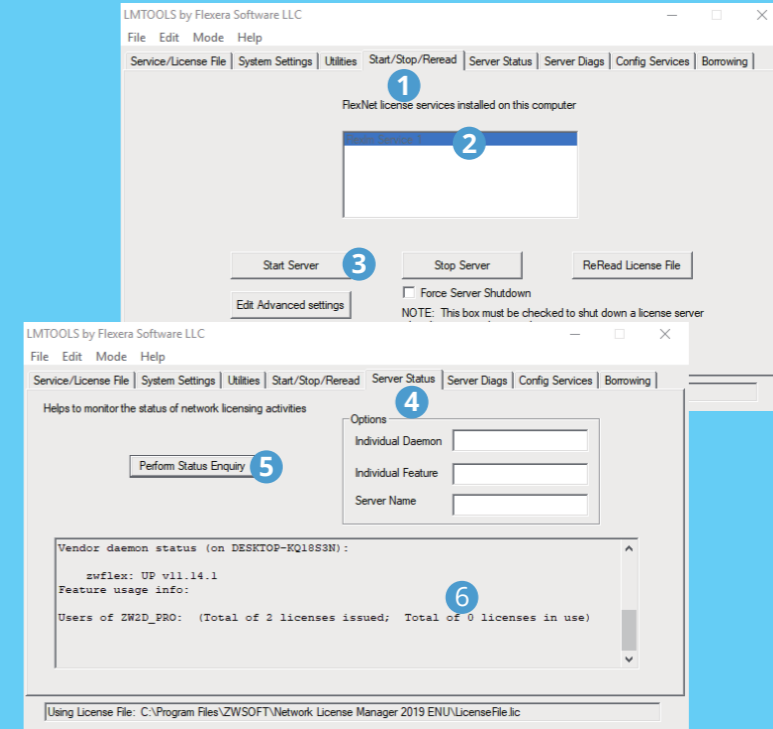 LMTOOLS by Flexera Software LLC
File Edit Mode Help
Service/License File System Settings Utilities Start/Stop/Reread Server Status Server Diags Config Services Borrowing
1
FlexNet license services installed on this computer
2
Start Server 3 Stop Server ReRead License File
Edit Advanced settings
Force Server Shutdown
NOTE: This box must be checked to shut down a license server
LMTOOLS by Flexera Software LLC
File Edit Mode Help
Service/License File System Settings Utilities Start/Stop/Reread Server Status Server Diags Config Services Borrowing
4
Helps to monitor the status of network licensing activities
Options
Individual Daemon
Perform Status Enquiry 5
Individual Feature
Server Name
Vendor daemon status (on DESKTOP-KQ18S3N):
zwflex: UP v11.14.1
Feature usage info:
6
Users of ZW2D_PRO: (Total of 2 licenses issued; Total of 0 licenses in use)
Using License File: C:\Program Files\ZWSOFT\Network License Manager 2019 ENU\LicenseFile.lic